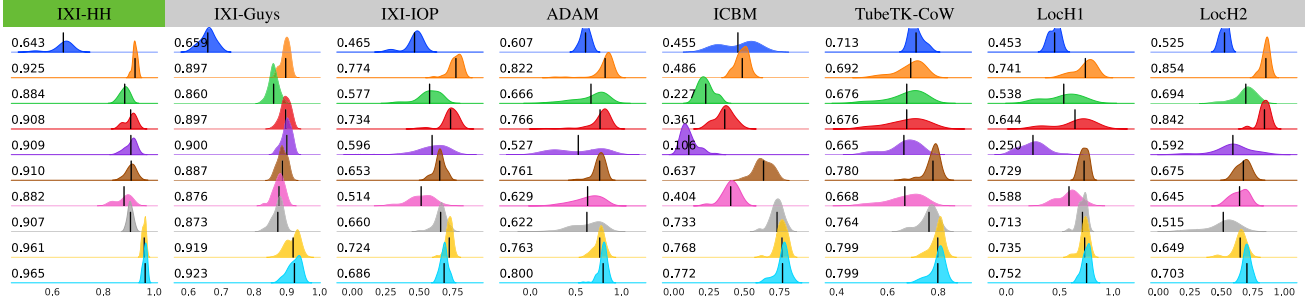 IXI-HH IXI-Guys IXI-IOP ADAM ICBM TubeTK-CoW LocH1 LocH2
0.643 0.659 0.465 0.607 0.455 0.713 0.453 0.525
0.925 0.897 0.774 0.822 0.486 0.692 0.741 0.854
0.884 0.860 0.577 0.666 0.227 0.676 0.538 0.694
0.908 0.897 0.734 0.766 0.361 0.676 0.644 0.842
0.909 0.900 0.596 0.527 0.106 0.665 0.250 0.592
0.910 0.887 0.653 0.761 0.637 0.780 0.729 0.675
0.882 0.876 0.514 0.629 0.404 0.668 0.588 0.645
0.907 0.873 0.660 0.622 0.733 0.764 0.713 0.515
0.961 0.919 0.724 0.763 0.768 0.799 0.735 0.649
0.965 0.923 0.686 0.800 0.772 0.799 0.752 0.703
0.6 0.8 1.0 0.6 0.7 0.8 0.9 1.0 0.25 0.50 0.75 0.0 0.5 1.0 0.00 0.25 0.50 0.75 0.4 0.6 0.8 0.0 0.5 1.0 0.00 0.25 0.50 0.75 1.00